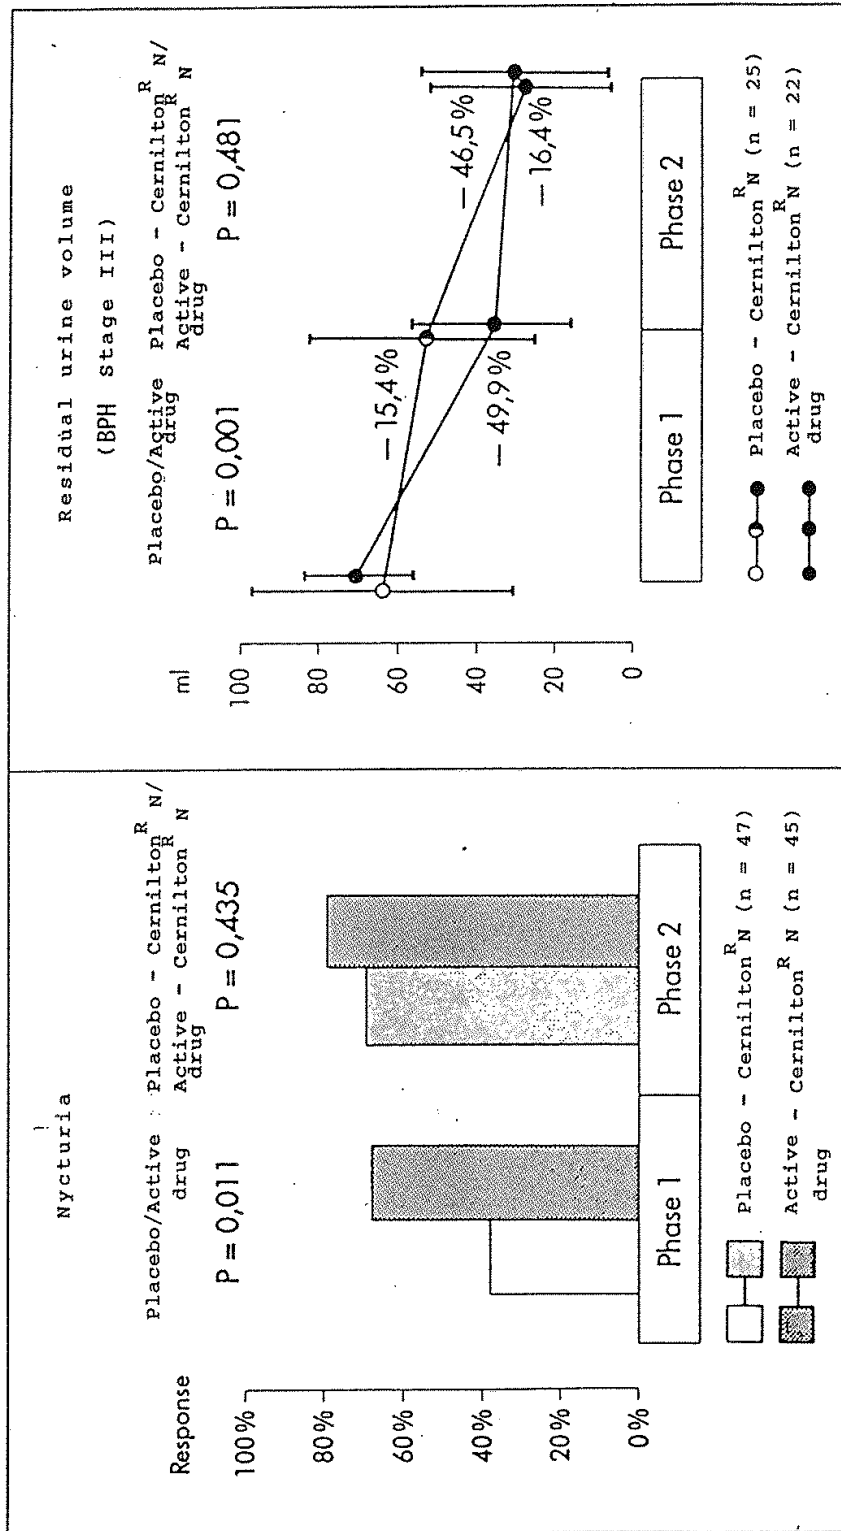 Nycturia
Placebo/Active
drug
Placebo - Cernilton R N/
Active - Cernilton R N
drug
P = 0,011
P = 0,435
Response
100%
80%
60%
40%
20%
0%
Phase 1
Phase 2
Placebo - Cernilton R N (n = 47)
Active - Cernilton R N (n = 45)
drug
Residual urine volume
(BPH Stage III)
Placebo/Active
drug
Placebo - Cernilton R N/
Active - Cernilton R N
drug
P = 0,001
P = 0,481
ml
100
80
60
40
20
0
– 15,4 %
– 49,9 %
– 46,5 %
– 16,4 %
Phase 1
Phase 2
Placebo - Cernilton R N (n = 25)
Active - Cernilton R N (n = 22)
drug